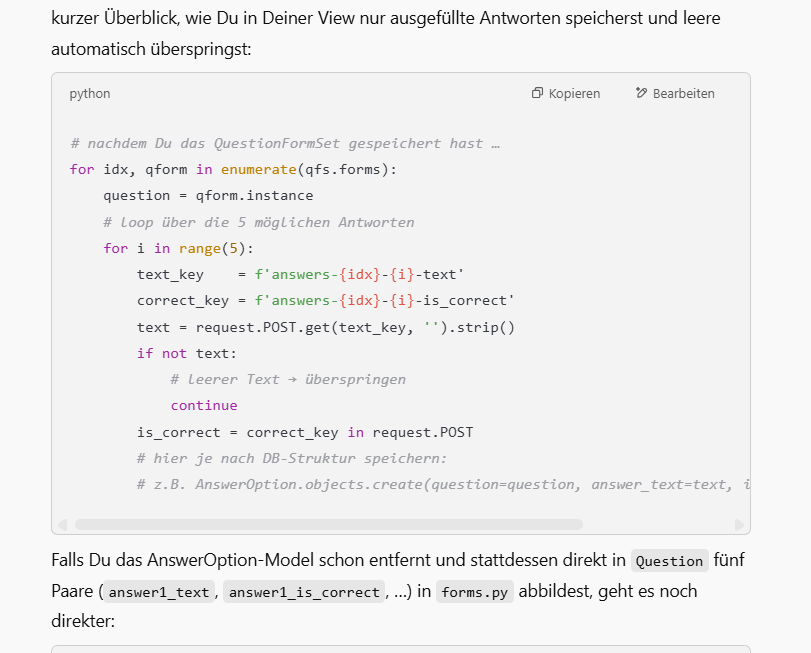 kurzer Überblick, wie Du in Deiner View nur ausgefüllte Antworten speicherst und leere
automatisch überspringst:
python Kopieren Bearbeiten
# nachdem Du das QuestionFormSet gespeichert hast …
for idx, qform in enumerate(qfs.forms):
    question = qform.instance
    # loop über die 5 möglichen Antworten
    for i in range(5):
        text_key    = f'answers-{idx}-{i}-text'
        correct_key = f'answers-{idx}-{i}-is_correct'
        text = request.POST.get(text_key, '').strip()
        if not text:
            # leerer Text → überspringen
            continue
        is_correct = correct_key in request.POST
        # hier je nach DB-Struktur speichern:
        # z.B. AnswerOption.objects.create(question=question, answer_text=text, i
Falls Du das AnswerOption-Model schon entfernt und stattdessen direkt in Question fünf
Paare (answer1_text, answer1_is_correct, …) in forms.py abbildest, geht es noch
direkter: